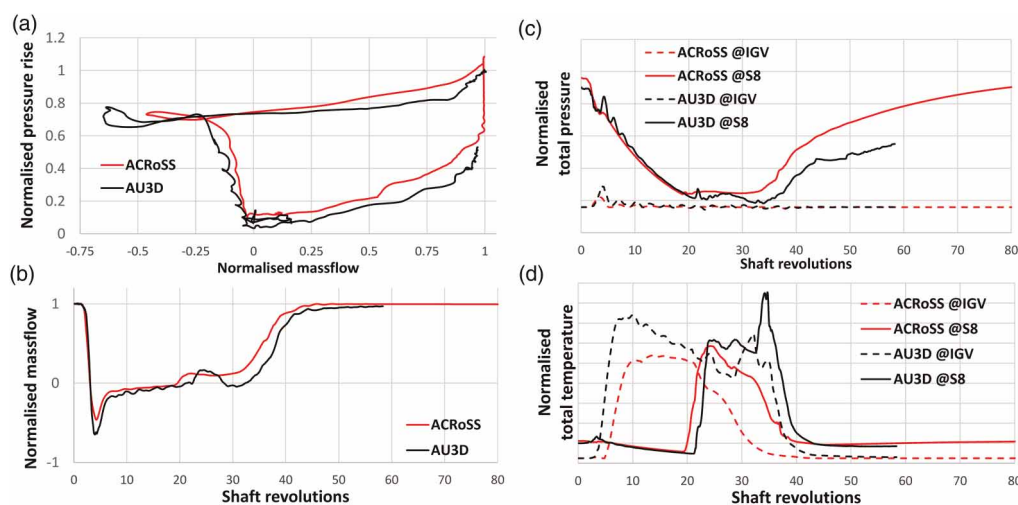 (a)
Normalised pressure rise
1.2
1
0.8
0.6
0.4
0.2
0
ACRoSS
AU3D
-0.75
-0.5
-0.25
0
0.25
0.5
0.75
1
Normalised massflow
(b)
Normalised massflow
1
0
-1
ACRoSS
AU3D
0
10
20
30
40
50
60
70
80
Shaft revolutions
(c)
Normalised
total pressure
ACRoSS @IGV
ACRoSS @S8
AU3D @IGV
AU3D @S8
0
10
20
30
40
50
60
70
80
Shaft revolutions
(d)
Normalised
total temperature
ACRoSS @IGV
ACRoSS @S8
AU3D @IGV
AU3D @S8
0
10
20
30
40
50
60
70
80
Shaft revolutions